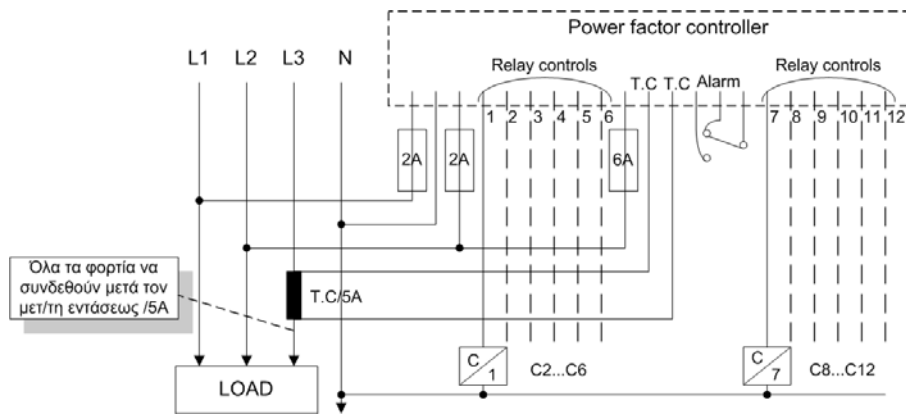 Power factor controller
L1 L2 L3 N
Relay controls T.C T.C Alarm Relay controls
1 2 3 4 5 6 7 8 9 10 11 12
2A 2A 6A
Όλα τα φορτία να
συνδεθούν μετά τον
μετ/τη εντάσεως /5A
T.C/5A
C
1
C2...C6
C
7
C8...C12
LOAD